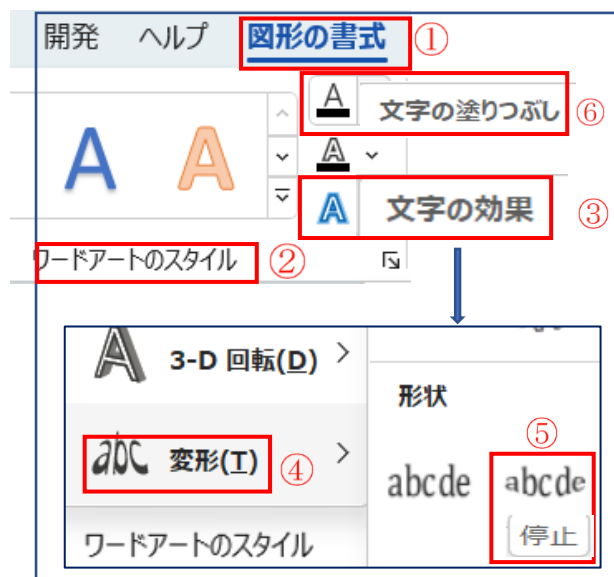 開発 ヘルプ 図形の書式 ①
A A A 文字の塗りつぶし ⑥
A
A 文字の効果 ③
ワードアートのスタイル ②
A 3-D 回転(D) >
形状
⑤
abc 変形(T) ④ >
abcde abcde
停止
ワードアートのスタイル